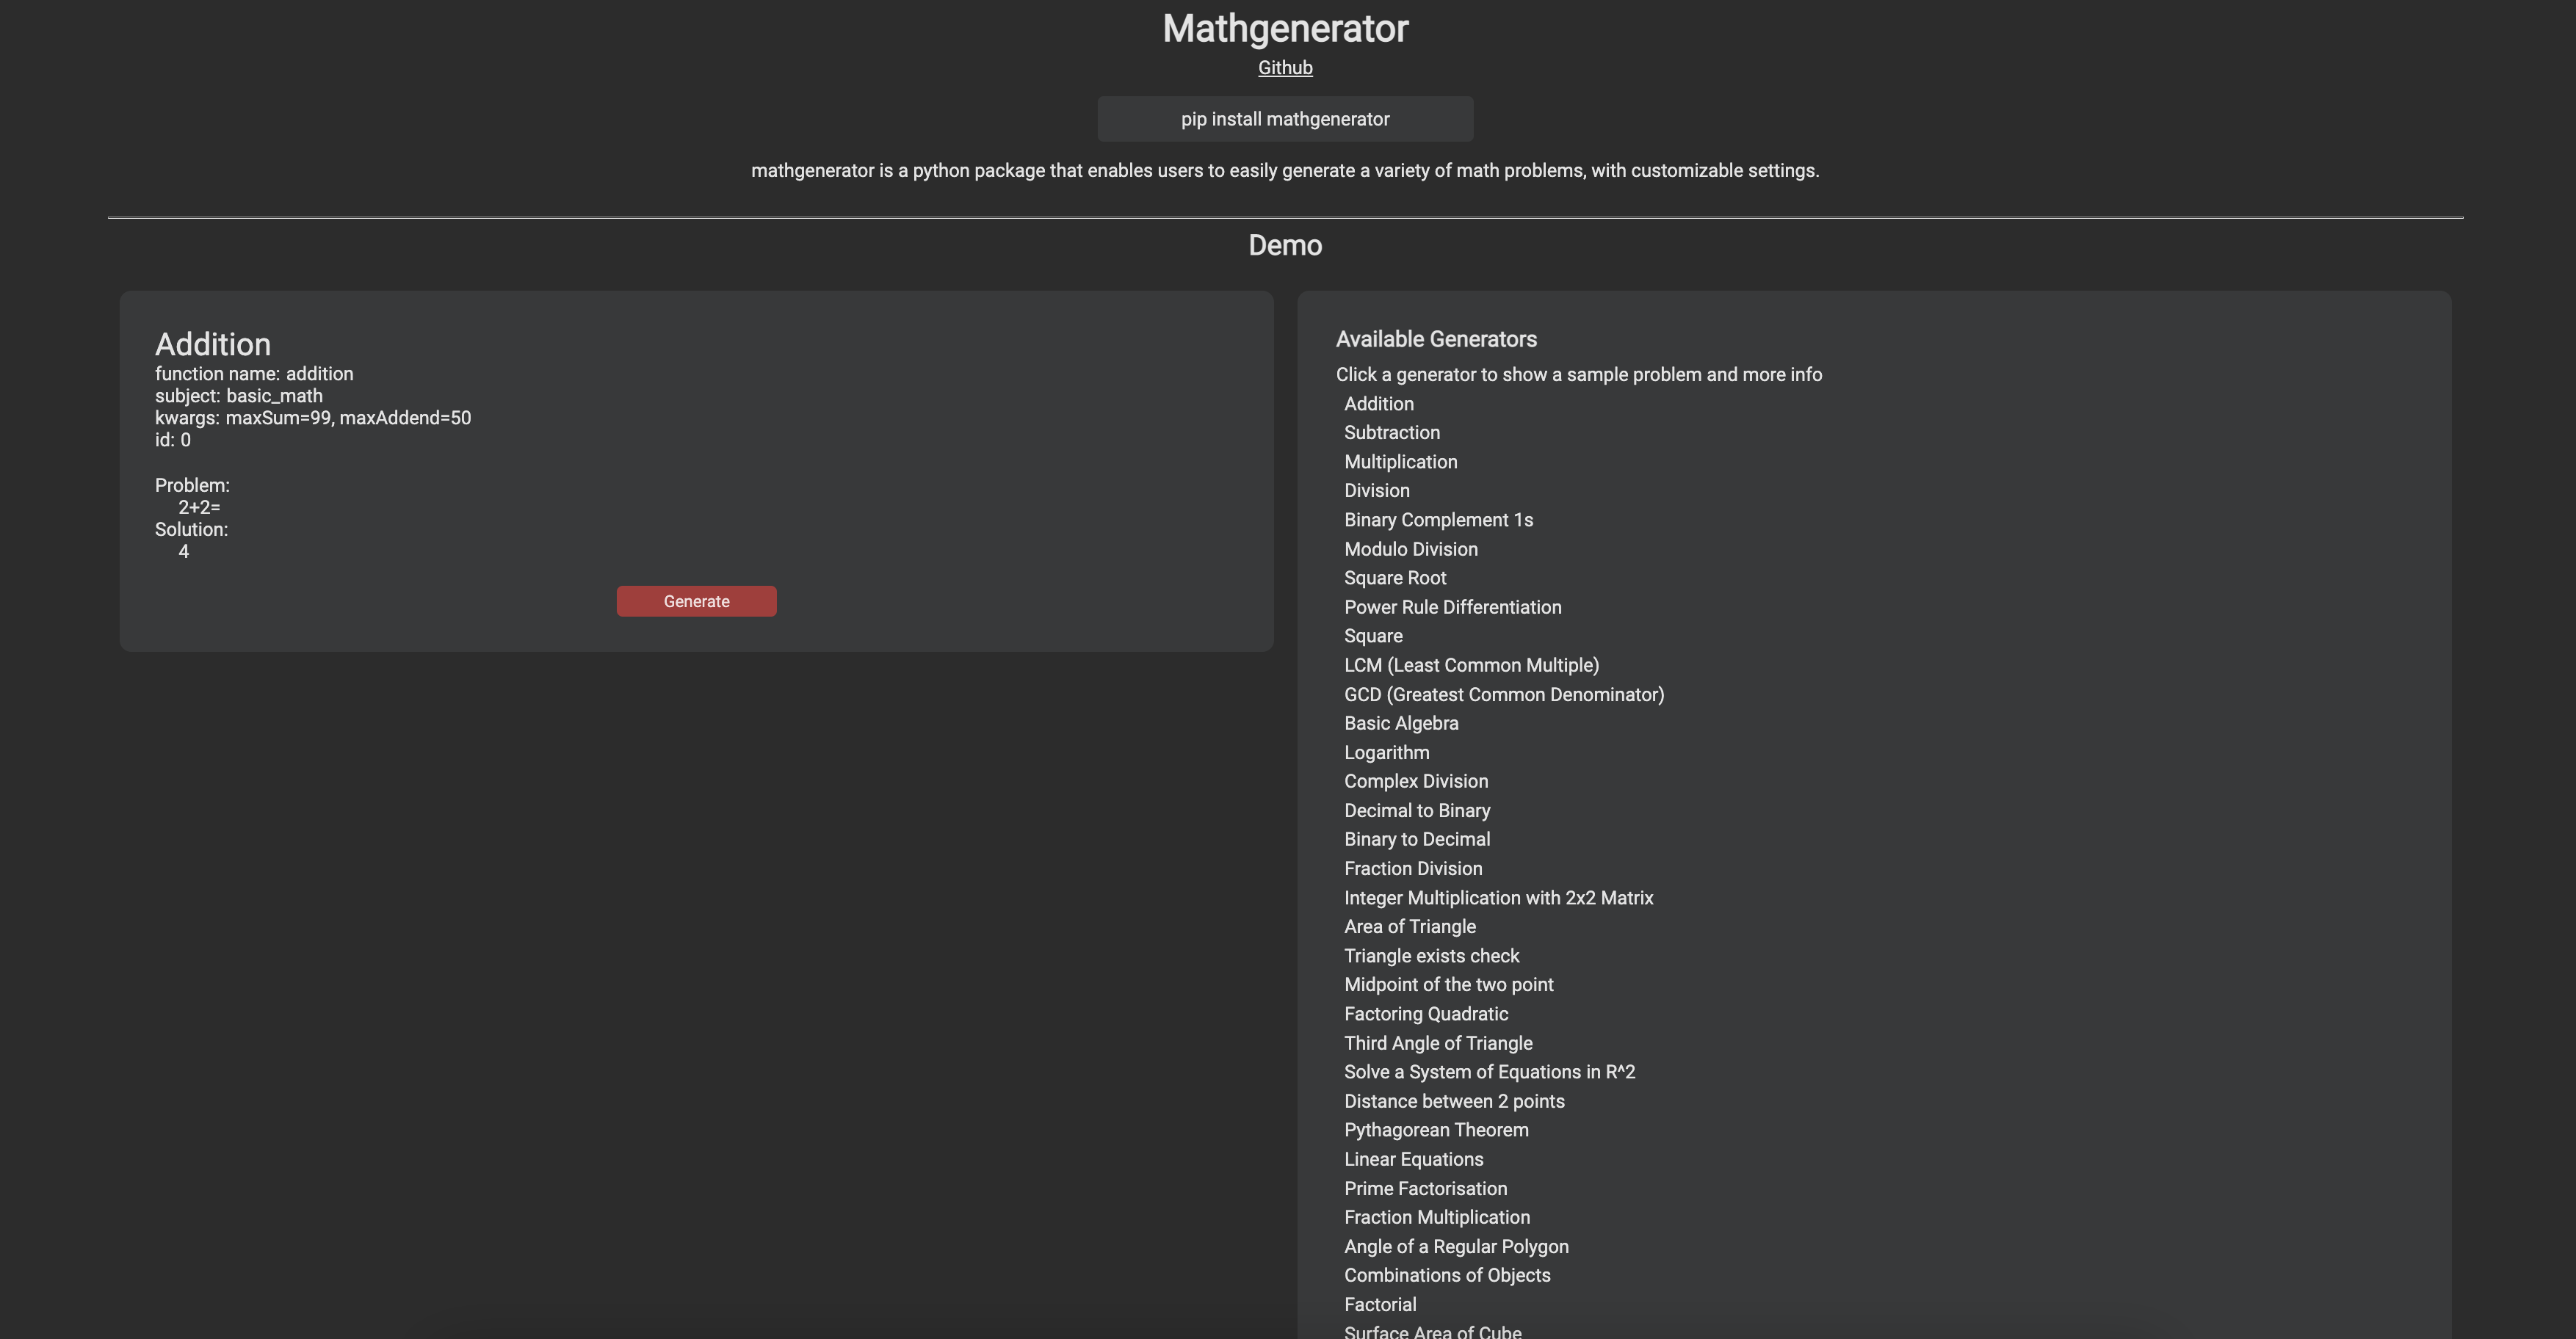 Mathgenerator
Github
pip install mathgenerator
mathgenerator is a python package that enables users to easily generate a variety of math problems, with customizable settings.
Demo
Addition
function name: addition
subject: basic_math
kwargs: maxSum=99, maxAddend=50
id: 0
Problem:
2+2=
Solution:
4
Generate
Available Generators
Click a generator to show a sample problem and more info
Addition
Subtraction
Multiplication
Division
Binary Complement 1s
Modulo Division
Square Root
Power Rule Differentiation
Square
LCM (Least Common Multiple)
GCD (Greatest Common Denominator)
Basic Algebra
Logarithm
Complex Division
Decimal to Binary
Binary to Decimal
Fraction Division
Integer Multiplication with 2x2 Matrix
Area of Triangle
Triangle exists check
Midpoint of the two point
Factoring Quadratic
Third Angle of Triangle
Solve a System of Equations in R^2
Distance between 2 points
Pythagorean Theorem
Linear Equations
Prime Factorisation
Fraction Multiplication
Angle of a Regular Polygon
Combinations of Objects
Factorial
Surface Area of Cube